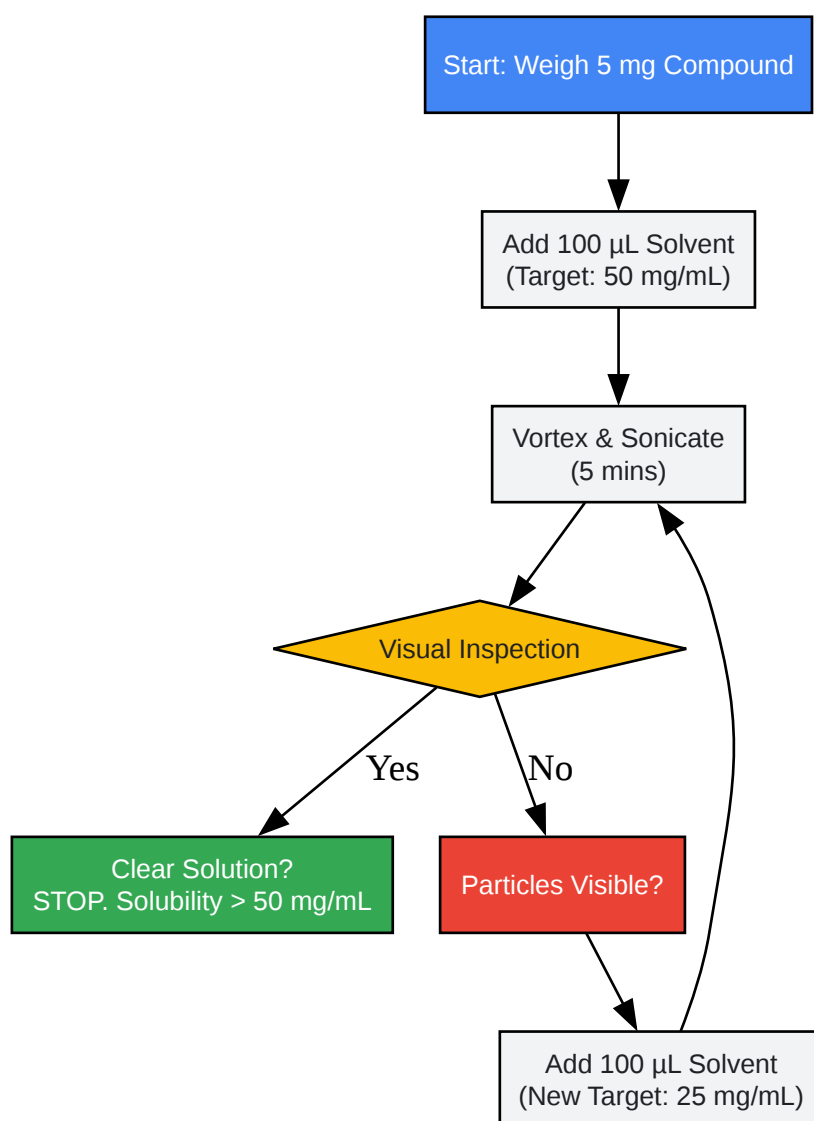 Start: Weigh 5 mg Compound
Add 100 µL Solvent
(Target: 50 mg/mL)
Vortex & Sonicate
(5 mins)
Visual Inspection
Yes
No
Clear Solution?
STOP. Solubility > 50 mg/mL
Particles Visible?
Add 100 µL Solvent
(New Target: 25 mg/mL)